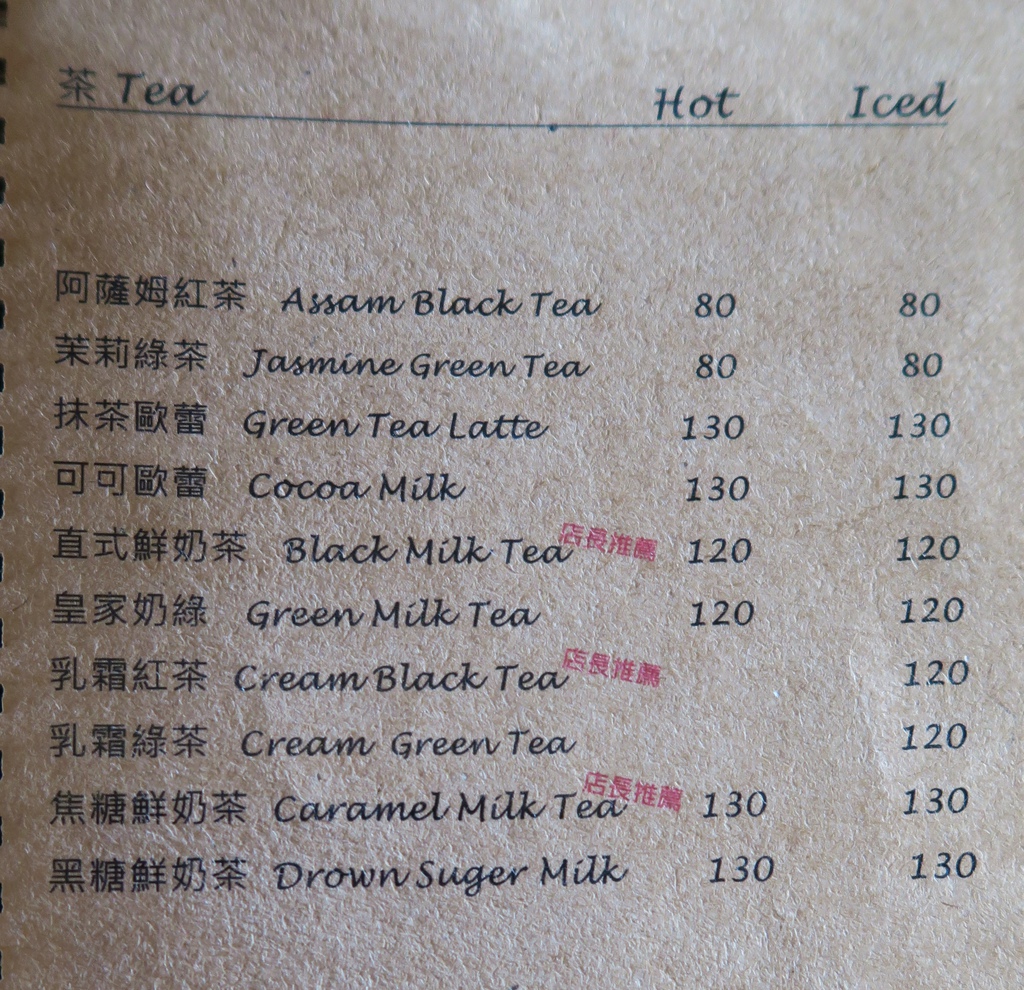 茶 Tea Hot Iced
阿薩姆紅茶 Assam Black Tea 80 80
茉莉綠茶 Jasmine Green Tea 80 80
抹茶歐蕾 Green Tea Latte 130 130
可可歐蕾 Cocoa Milk 130 130
直式鮮奶茶 Black Milk Tea 店長推薦 120 120
皇家奶綠 Green Milk Tea 120 120
乳霜紅茶 Cream Black Tea 店長推薦 120
乳霜綠茶 Cream Green Tea 120
焦糖鮮奶茶 Caramel Milk Tea 店長推薦 130 130
黑糖鮮奶茶 Drown Suger Milk 130 130